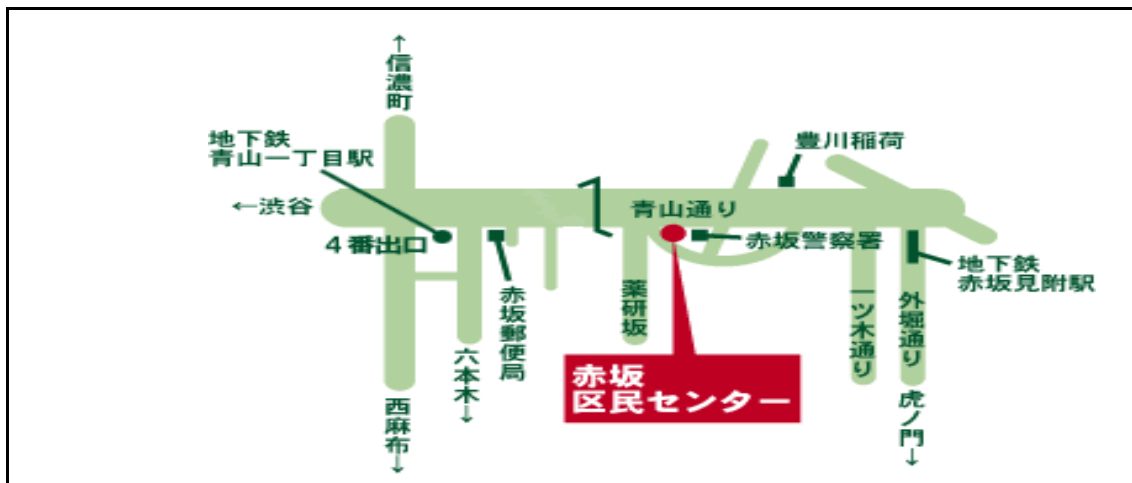 ↑信濃町
地下鉄
青山一丁目駅
←渋谷
4番出口
赤坂郵便局
六本木↓
西麻布↓
青山通り
薬研坂
豊川稲荷
赤坂警察署
赤坂
区民センター
一ツ木通り
外堀通り
虎ノ門↓
地下鉄
赤坂見附駅